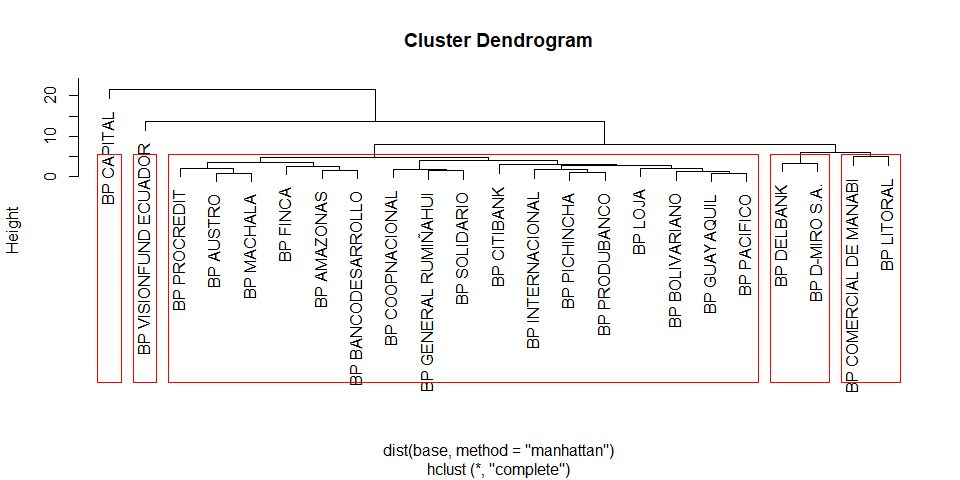 Cluster Dendrogram
Height
20
10
0
BP CAPITAL
BP VISIONFUND ECUADOR
BP PROCREDIT
BP AUSTRO
BP MACHALA
BP FINCA
BP AMAZONAS
BP BANCODESARROLLO
BP COOPNACIONAL
BP GENERAL RUMIÑAHUI
BP SOLIDARIO
BP CITIBANK
BP INTERNACIONAL
BP PICHINCHA
BP PRODUBANCO
BP LOJA
BP BOLIVARIANO
BP GUAYAQUIL
BP PACIFICO
BP DELBANK
BP D-MIRO S.A.
BP COMERCIAL DE MANABI
BP LITORAL
dist(base, method = "manhattan")
hclust (*, "complete")